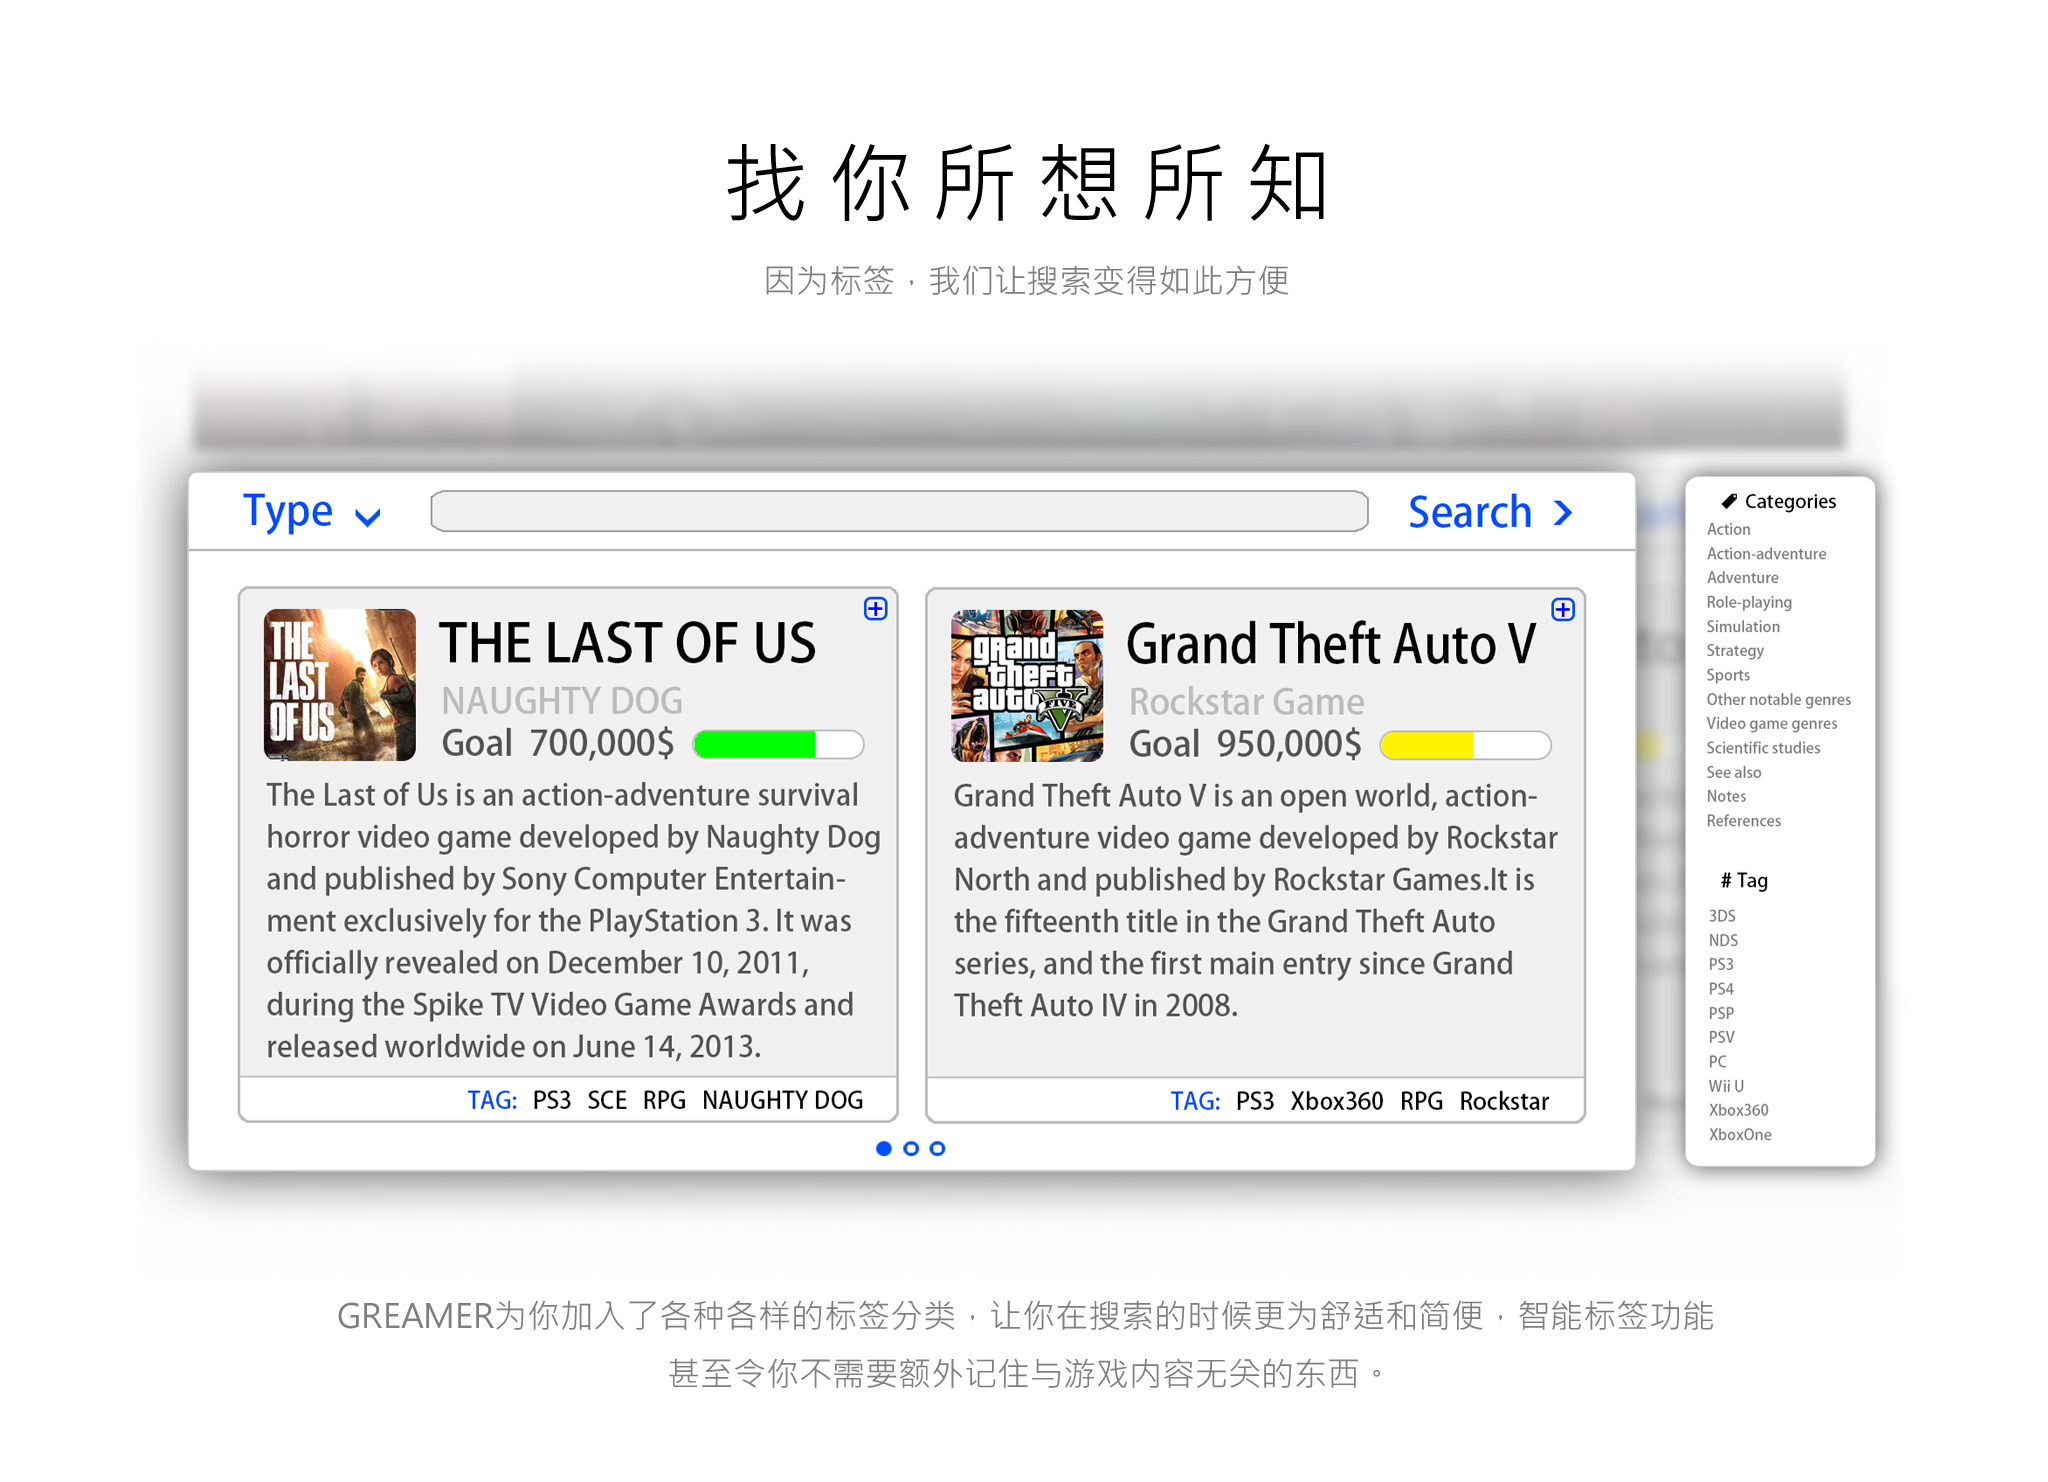 找你所想所知
因为标签，我们让搜索变得如此方便
Type
Search
THE LAST OF US
THE LAST OF US
NAUGHTY DOG
Goal 700,000$
The Last of Us is an action-adventure survival
horror video game developed by Naughty Dog
and published by Sony Computer Entertain-
ment exclusively for the PlayStation 3. It was
officially revealed on December 10, 2011,
during the Spike TV Video Game Awards and
released worldwide on June 14, 2013.
TAG: PS3 SCE RPG NAUGHTY DOG
grand theft auto FIVE V
Grand Theft Auto V
Rockstar Game
Goal 950,000$
Grand Theft Auto V is an open world, action-
adventure video game developed by Rockstar
North and published by Rockstar Games.It is
the fifteenth title in the Grand Theft Auto
series, and the first main entry since Grand
Theft Auto IV in 2008.
TAG: PS3 Xbox360 RPG Rockstar
Categories
Action
Action-adventure
Adventure
Role-playing
Simulation
Strategy
Sports
Other notable genres
Video game genres
Scientific studies
See also
Notes
References
# Tag
3DS
NDS
PS3
PS4
PSP
PSV
PC
Wii U
Xbox360
XboxOne
GREAMER为你加入了各种各样的标签分类，让你在搜索的时候更为舒适和简便，智能标签功能
甚至令你不需要额外记住与游戏内容无关的东西。